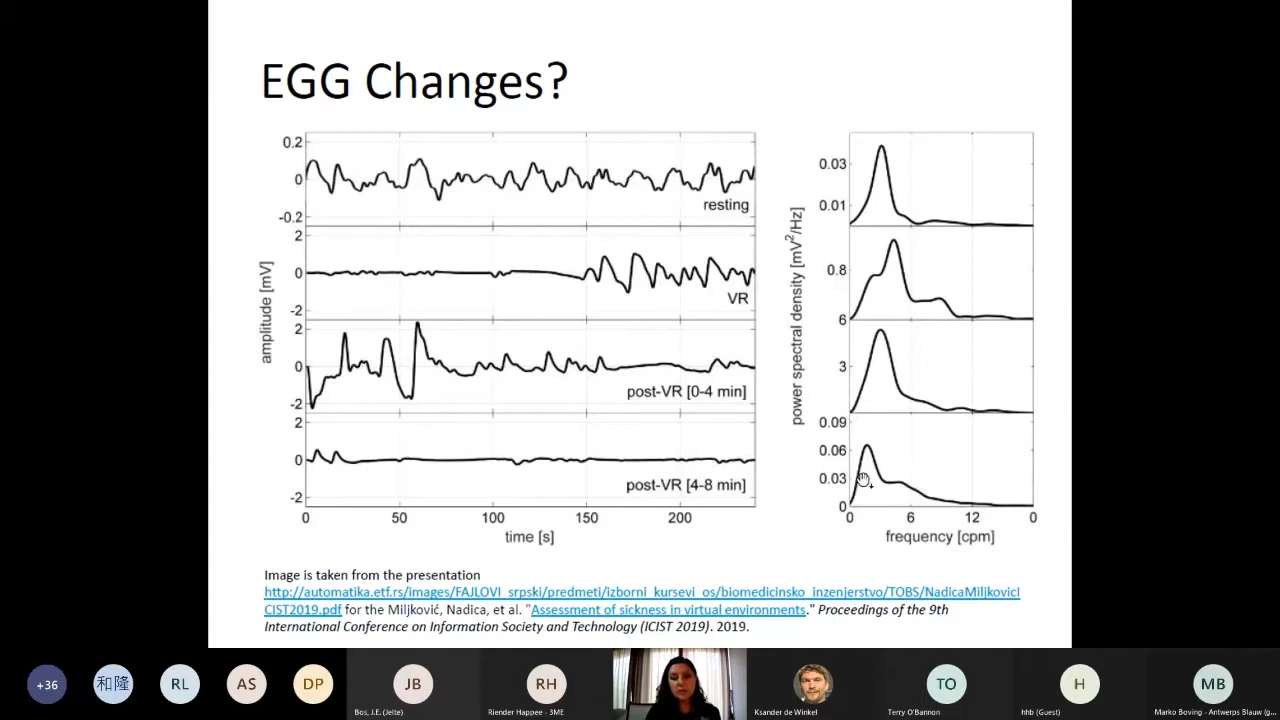 EGG Changes?
0.2
0
-0.2
resting
2
0
-2
VR
2
0
-2
post-VR [0-4 min]
2
0
-2
post-VR [4-8 min]
0
50
100
150
200
time [s]
amplitude [mV]
0.03
0.01
0.8
6
3
0.09
0.06
0.03
0
0
6
12
0
frequency [cpm]
power spectral density [mV²/Hz]
Image is taken from the presentation
http://automatika.etf.rs/images/FAJLOVI_srpski/predmeti/izborni_kursevi_os/biomedicinsko_inzenjerstvo/TOBS/NadicaMiljkovicI
CIST2019.pdf for the Miljković, Nadica, et al. "Assessment of sickness in virtual environments." Proceedings of the 9th
International Conference on Information Society and Technology (ICIST 2019). 2019.
+36
和隆
RL
AS
DP
JB
RH
TO
H
MB
Bos, J.E. (Jelte)
Riender Happee - 3ME
Ksander de Winkel
Terry O'Bannon
hhb (Guest)
Marko Boving - Antwerps Blauw (g...